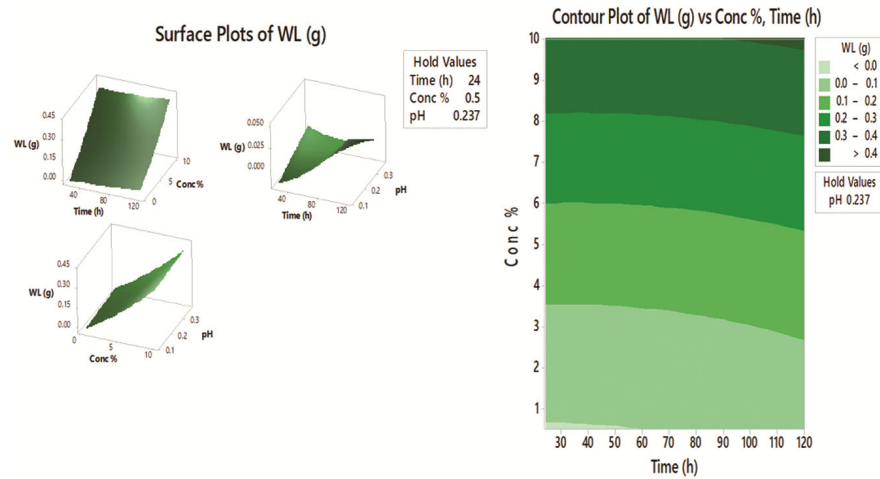 Surface Plots of WL (g)
Hold Values
Time (h) 24
Conc % 0.5
pH 0.237
0.45
0.30
WL (g)
0.15
0.00
40
80
120
Time (h)
10
5
0
Conc %
0.050
0.025
WL (g)
0.000
40
80
120
Time (h)
0.3
0.2
0.1
pH
0.45
0.30
WL (g)
0.15
0.00
0
5
10
Conc %
0.3
0.2
0.1
pH
Contour Plot of WL (g) vs Conc %, Time (h)
10
9
8
7
6
5
4
3
2
1
Conc %
30 40 50 60 70 80 90 100 110 120
Time (h)
WL (g)
< 0.0
0.0 – 0.1
0.1 – 0.2
0.2 – 0.3
0.3 – 0.4
> 0.4
Hold Values
pH 0.237